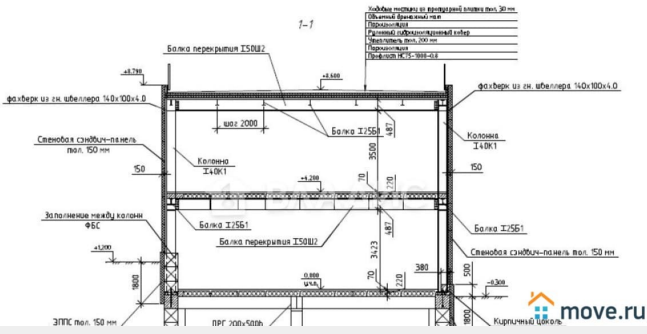 1-1
Ходовые мостики из тротуарной плитки тол. 30 мм
Объемный дренажный мат
Пароизоляция
Рулонный гидроизоляционный ковер
Утеплитель тол. 200 мм
Пароизоляция
Профлист НС75-1000-0.8
Балка перекрытия I50Ш2
+8.790
+8.600
фахверк из гн. швеллера 140х100х4.0
фахверк из гн. швеллера 140х100х4.0
шаг 2000
Балка I25Б1
487
Стеновая сэндвич-панель
тол. 150 мм
Колонна
I40К1
Колонна
I40К1
3500
150
150
+4.200
70
220
Заполнение между колонн
ФБС
Балка I25Б1
Балка перекрытия I50Ш2
487
Балка I25Б1
+1.200
3423
Стеновая сэндвич-панель тол. 150 мм
380
500
0.000
70
220
-0.300
1800
1800
ЭППС тол. 150 мм
ПРГ 200х500h
Кирпичный цоколь
move.ru